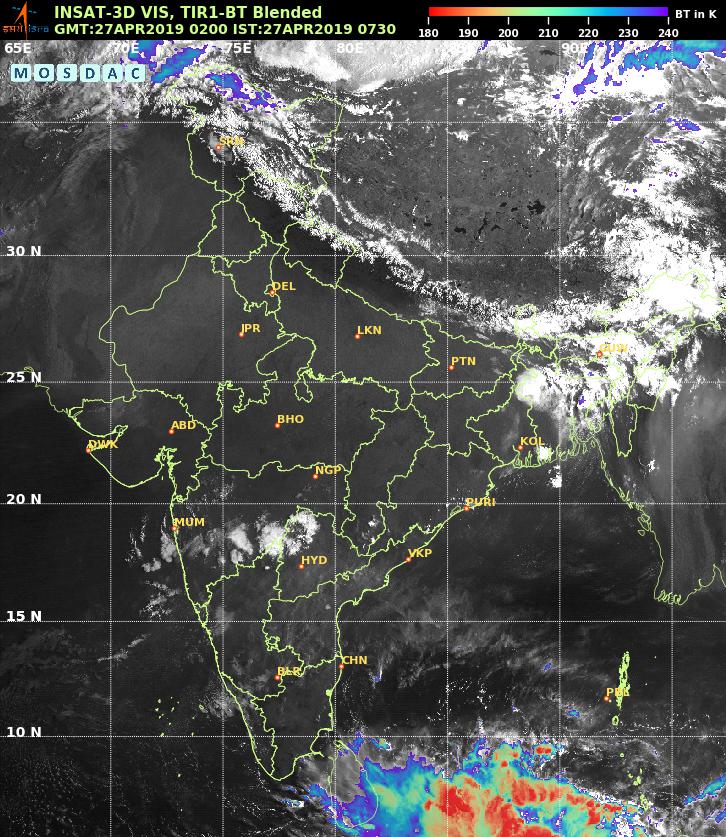 INSAT-3D VIS, TIR1-BT Blended
GMT:27APR2019 0200 IST:27APR2019 0730
BT in K
180 190 200 210 220 230 240
65E 70E 75E 80E 85E 90E
MOSDAC
SRN
30 N
DEL
JPR
LKN
GUW
PTN
25 N
ABD
BHO
DWK
KOL
NGP
20 N
PURI
MUM
VKP
HYD
15 N
CHN
BLR
PBL
10 N